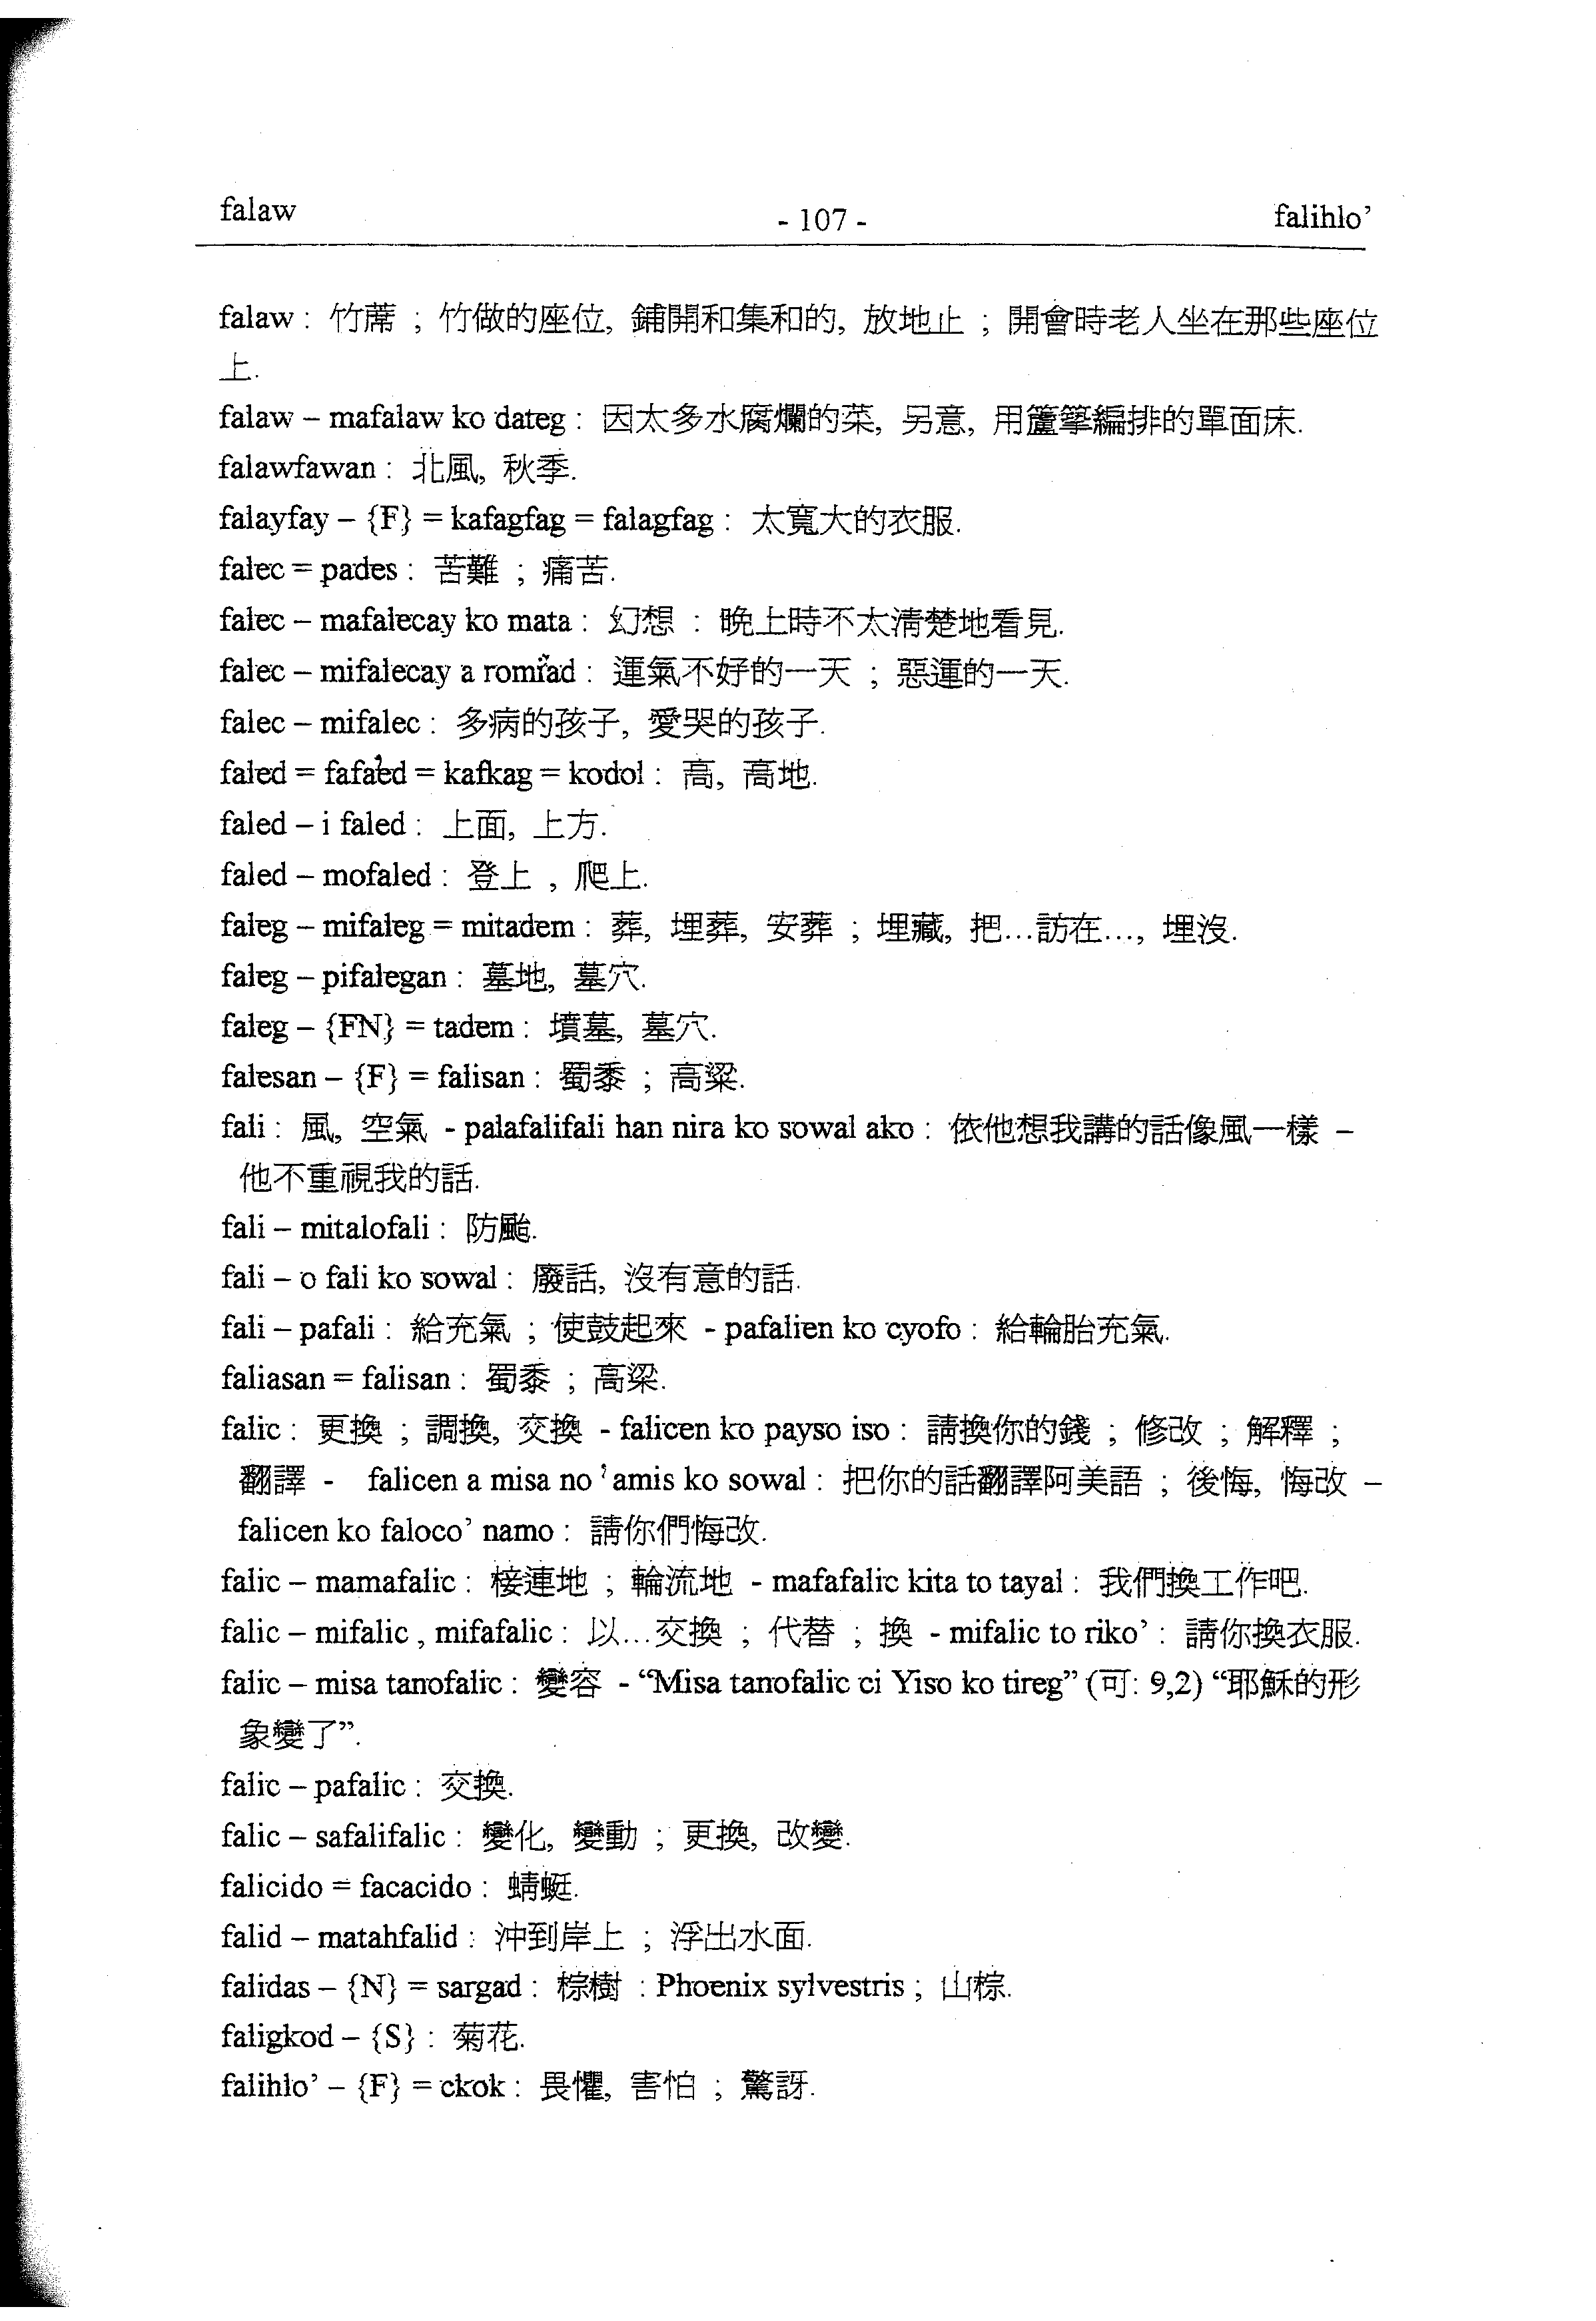 falaw
- 107 -
falihlo’
falaw : 竹蓆 ; 竹做的座位, 鋪開和集和的, 放地止 ; 開會時老人坐在那些座位
上.
falaw – mafalaw ko dateg : 因太多水腐爛的菜, 另意, 用簷篳編排的單面床.
falawfawan : 北風, 秋季.
falayfay – {F} = kafagfag = falagfag : 太寬大的衣服.
falec = pades : 苦難 ; 痛苦.
falec – mafalecay ko mata : 幻想 : 晚上時不太清楚地看見.
falec – mifalecay a romi'ad : 運氣不好的一天 ; 惡運的一天.
falec – mifalec : 多病的孩子, 愛哭的孩子.
faled = fafa'ed = kafkag = kodol : 高, 高地.
faled – i faled : 上面, 上方.
faled – mofaled : 登上 , 爬上.
faleg – mifaleg = mitadem : 葬, 埋葬, 安葬 ; 埋藏, 把…訪在…, 埋沒.
faleg – pifalegan : 墓地, 墓穴.
faleg – {FN} = tadem : 墳墓, 墓穴.
falesan – {F} = falisan : 蜀黍 ; 高粱.
fali : 風, 空氣 - palafalifali han nira ko sowal ako : 依他想我講的話像風一樣 –
他不重視我的話.
fali – mitalofali : 防颱.
fali – o fali ko sowal : 廢話, 沒有意的話.
fali – pafali : 給充氣 ; 使鼓起來 - pafalien ko cyofo : 給輪胎充氣.
faliasan = falisan : 蜀黍 ; 高梁.
falic : 更換 ; 調換, 交換 - falicen ko payso iso : 請換你的錢 ; 修改 ; 解釋 ;
翻譯 - falicen a misa no 'amis ko sowal : 把你的話翻譯阿美語 ; 後悔, 悔改 –
falicen ko faloco’ namo : 請你們悔改.
falic – mamafalic : 椄連地 ; 輪流地 - mafafalic kita to tayal : 我們換工作吧.
falic – mifalic , mifafalic : 以…交換 ; 代替 ; 換 - mifalic to riko’ : 請你換衣服.
falic – misa tanofalic : 變容 - “Misa tanofalic ci Yiso ko tireg” (可: 9,2) “耶穌的形
象變了”.
falic – pafalic : 交換.
falic – safalifalic : 變化, 變動 ; 更換, 改變.
falicido = facacido : 蜻蜓.
falid – matahfalid : 沖到岸上 ; 浮出水面.
falidas – {N} = sargad : 棕樹 : Phoenix sylvestris ; 山棕.
faligkod – {S} : 菊花.
falihlo’ – {F} = ckok : 畏懼, 害怕 ; 驚訝.